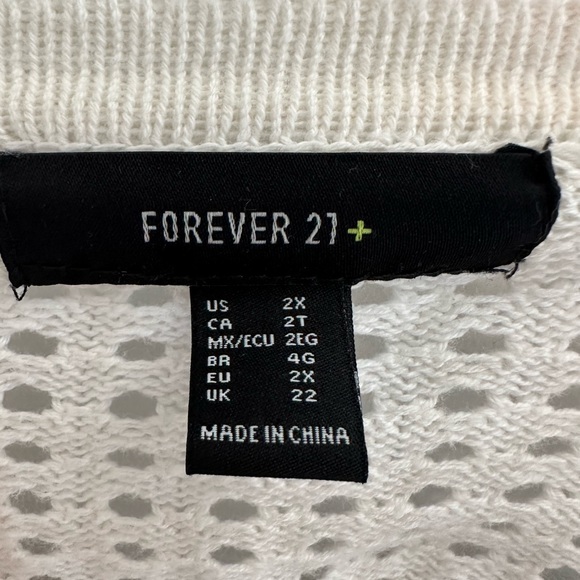 FOREVER 21+
US 2X
CA 2T
MX/ECU 2EG
BR 4G
EU 2X
UK 22
MADE IN CHINA